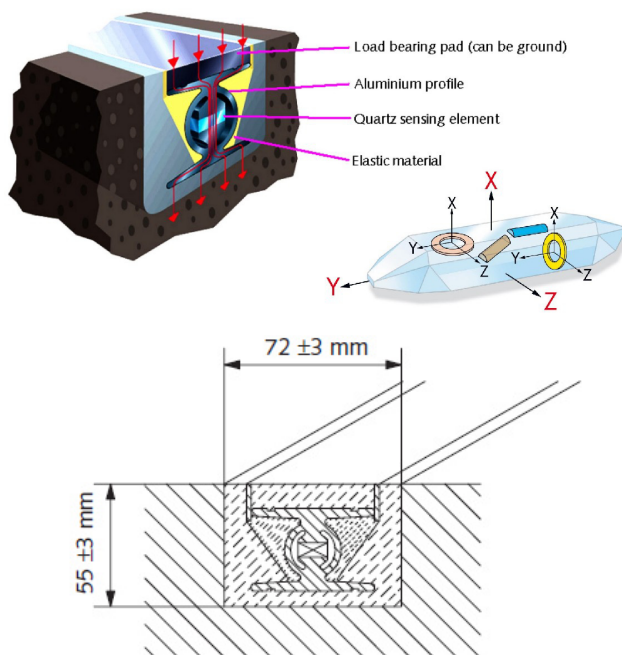 Load bearing pad (can be ground)
Aluminium profile
Quartz sensing element
Elastic material
X
X
X
Y
Y
Z
Z
Y
Z
72 ±3 mm
55 ±3 mm